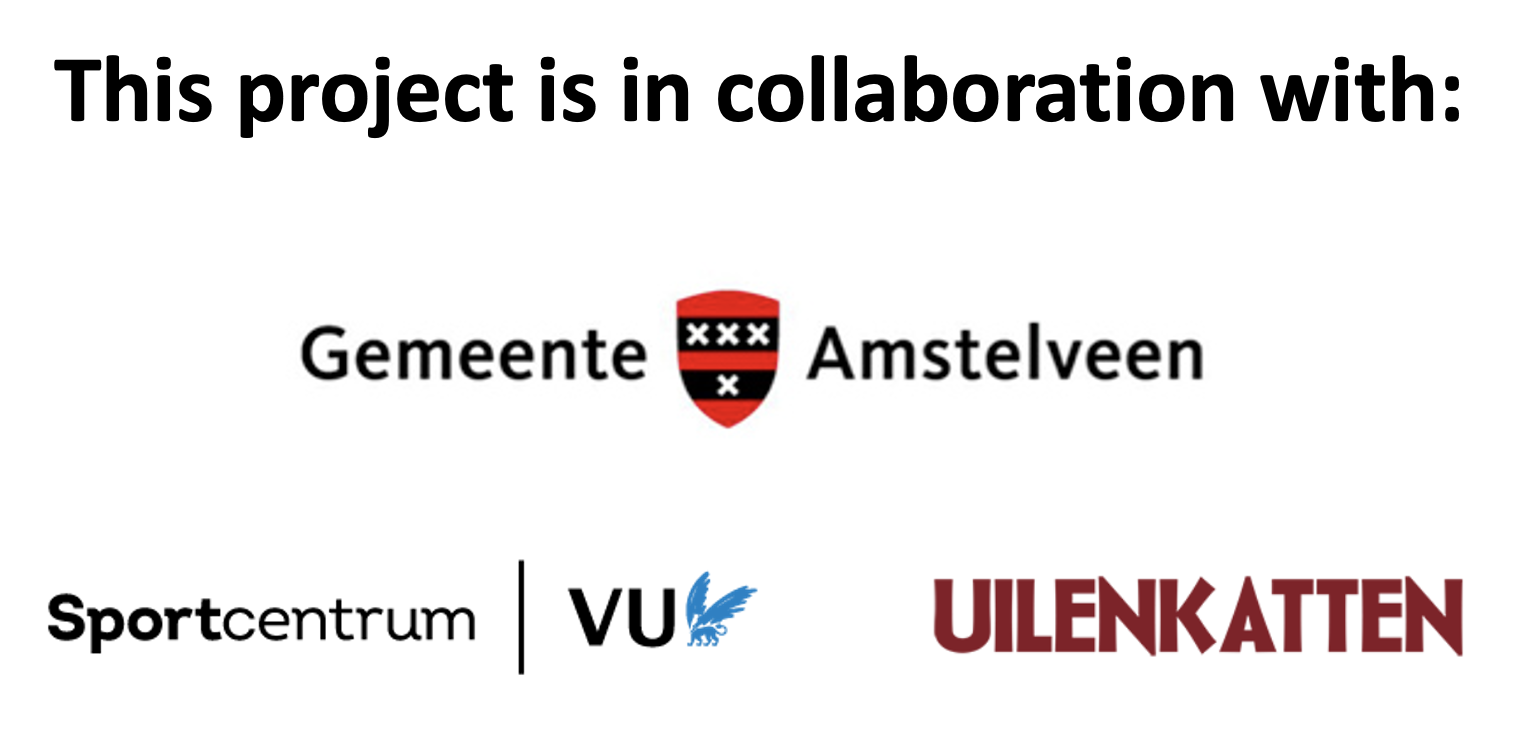 This project is in collaboration with:
Gemeente Amstelveen
Sportcentrum VU
UILENKATTEN